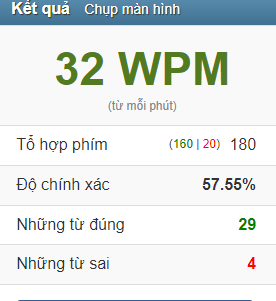 Kết quả Chụp màn hình
32 WPM
(từ mỗi phút)
Tổ hợp phím (160 | 20) 180
Độ chính xác 57.55%
Những từ đúng 29
Những từ sai 4